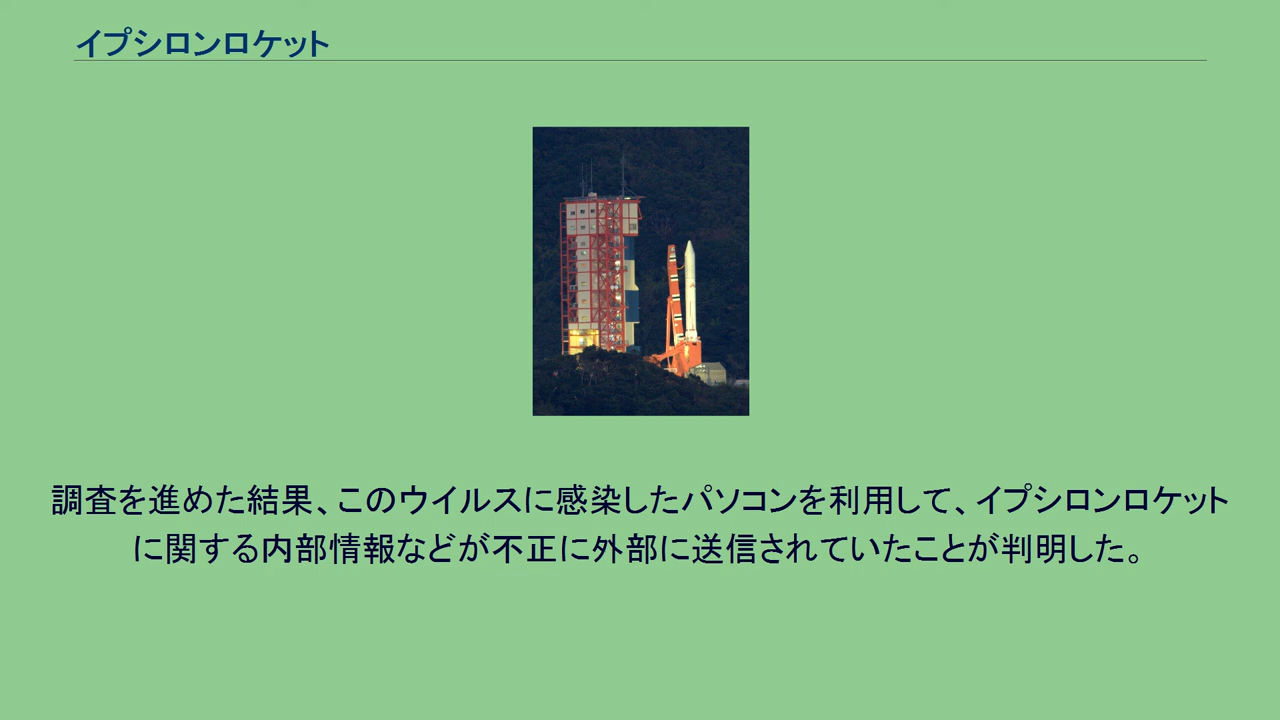 イプシロンロケット
調査を進めた結果、このウイルスに感染したパソコンを利用して、イプシロンロケット
に関する内部情報などが不正に外部に送信されていたことが判明した。